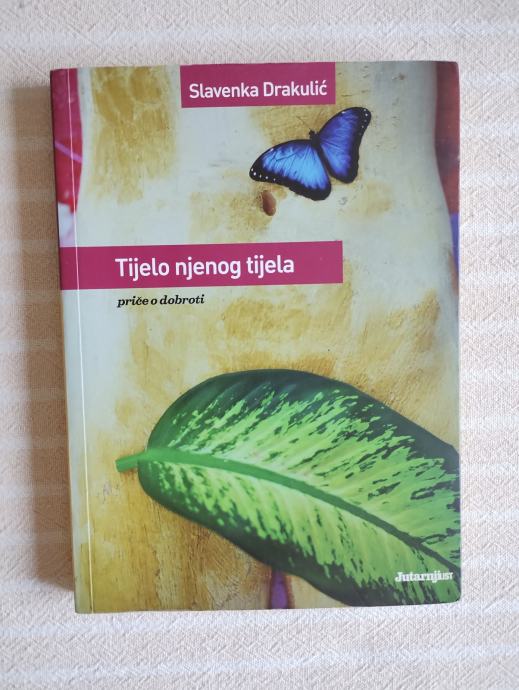 Slavenka Drakulić
Tijelo njenog tijela
priče o dobroti
Jutarnji LIST